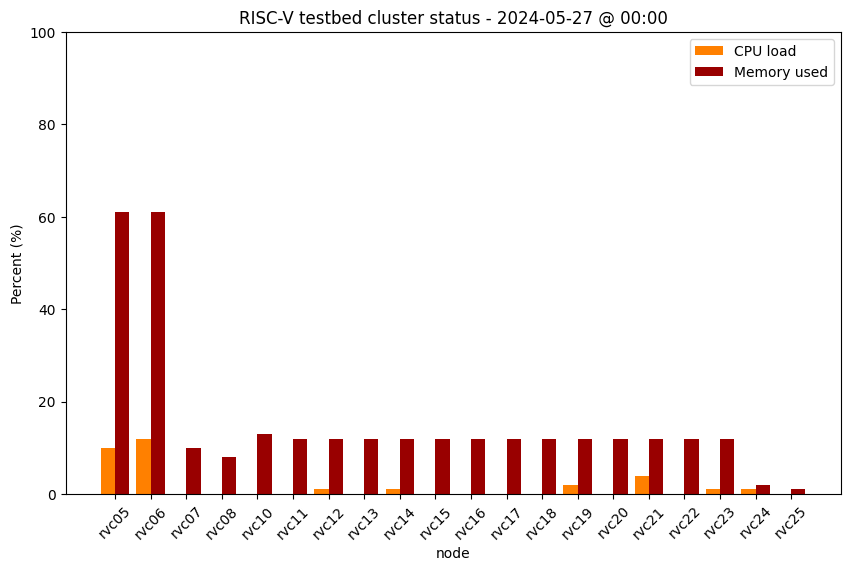 RISC-V testbed cluster status - 2024-05-27 @ 00:00
CPU load
Memory used
Percent (%)
100
80
60
40
20
0
rvc05 rvc06 rvc07 rvc08 rvc10 rvc11 rvc12 rvc13 rvc14 rvc15 rvc16 rvc17 rvc18 rvc19 rvc20 rvc21 rvc22 rvc23 rvc24 rvc25
node